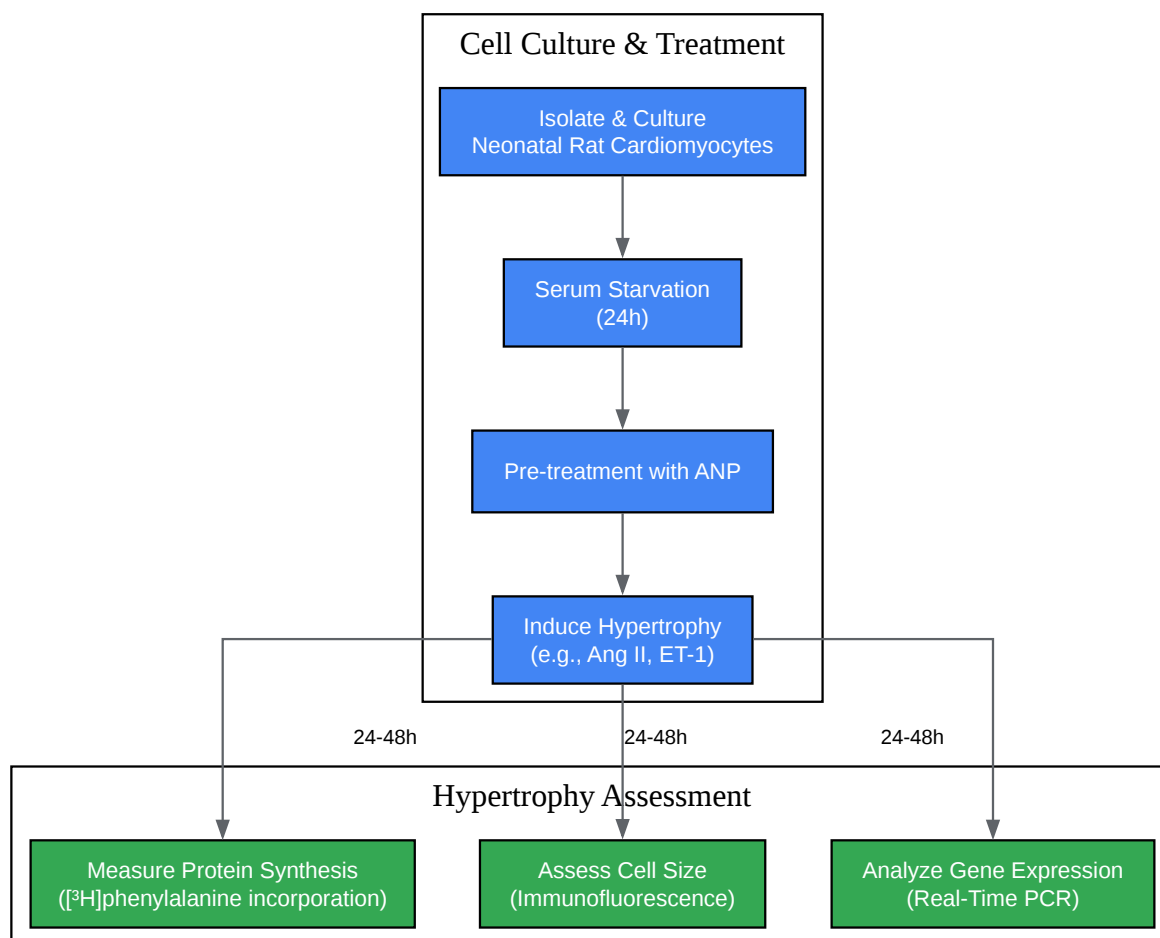 Cell Culture & Treatment
Isolate & Culture
Neonatal Rat Cardiomyocytes
Serum Starvation
(24h)
Pre-treatment with ANP
Induce Hypertrophy
(e.g., Ang II, ET-1)
24-48h
24-48h
24-48h
Hypertrophy Assessment
Measure Protein Synthesis
([³H]phenylalanine incorporation)
Assess Cell Size
(Immunofluorescence)
Analyze Gene Expression
(Real-Time PCR)